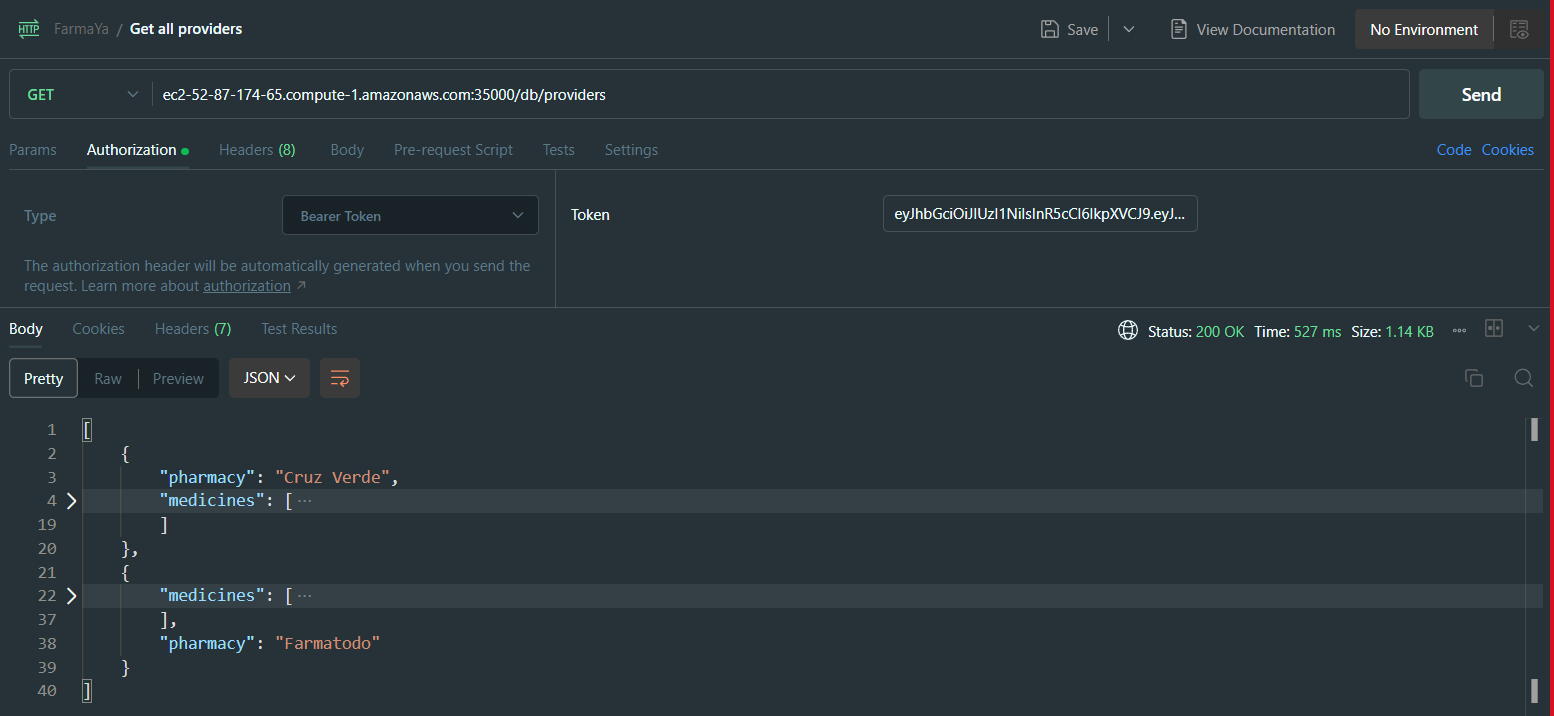 HTTP FarmaYa / Get all providers Save View Documentation No Environment
GET ec2-52-87-174-65.compute-1.amazonaws.com:35000/db/providers Send
Params Authorization Headers (8) Body Pre-request Script Tests Settings Code Cookies
Type Bearer Token Token eyJhbGciOiJIUzI1NiIsInR5cCI6IkpXVCJ9.eyJ...
The authorization header will be automatically generated when you send the
request. Learn more about authorization ↗
Body Cookies Headers (7) Test Results Status: 200 OK Time: 527 ms Size: 1.14 KB
Pretty Raw Preview JSON
1 [
2 {
3 "pharmacy": "Cruz Verde",
4 "medicines": [ ···
19 ]
20 },
21 {
22 "medicines": [ ···
37 ],
38 "pharmacy": "Farmatodo"
39 }
40 ]